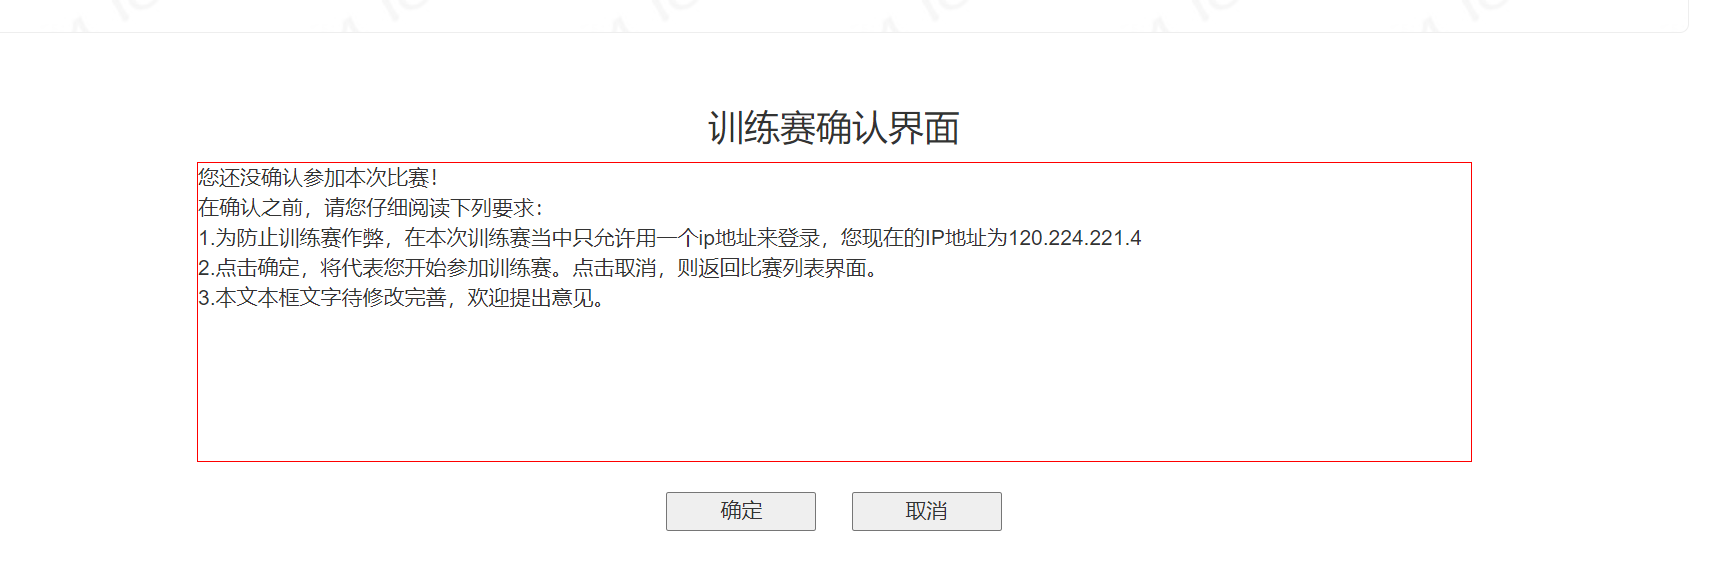 训练赛确认界面
您还没确认参加本次比赛！
在确认之前，请您仔细阅读下列要求：
1.为防止训练赛作弊，在本次训练赛当中只允许用一个ip地址来登录，您现在的IP地址为120.224.221.4
2.点击确定，将代表您开始参加训练赛。点击取消，则返回比赛列表界面。
3.本文本框文字待修改完善，欢迎提出意见。
确定 取消